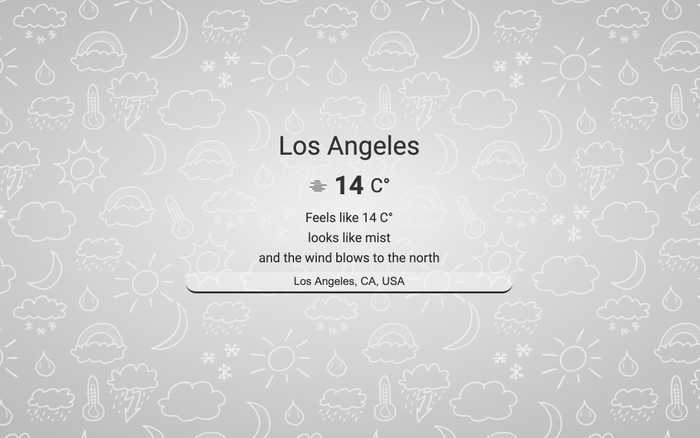 Los Angeles
14 C°
Feels like 14 C°
looks like mist
and the wind blows to the north
Los Angeles, CA, USA